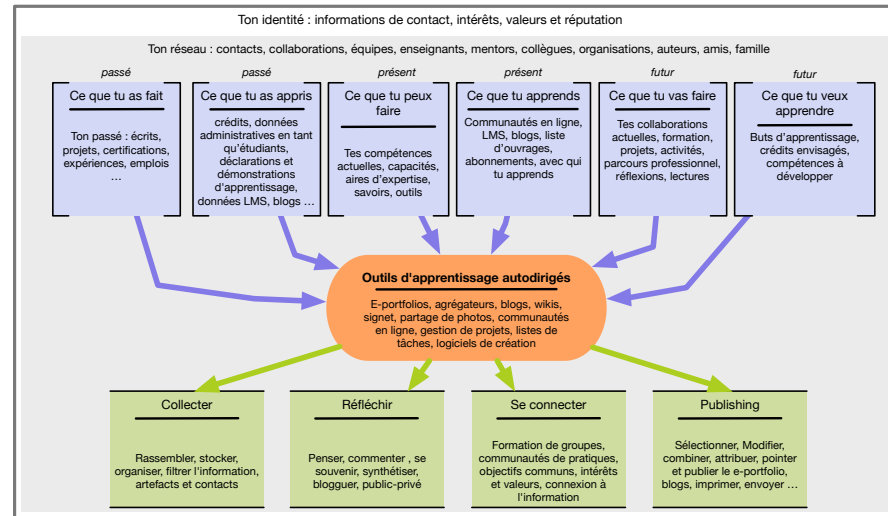 Ton identité : informations de contact, intérêts, valeurs et réputation
Ton réseau : contacts, collaborations, équipes, enseignants, mentors, collègues, organisations, auteurs, amis, famille
passé
Ce que tu as fait
Ton passé : écrits,
projets, certifications,
expériences, emplois
...
passé
Ce que tu as appris
crédits, données
administratives en tant
qu'étudiants,
déclarations et
démonstrations
d'apprentissage,
données LMS, blogs ...
présent
Ce que tu peux
faire
Tes compétences
actuelles, capacités,
aires d'expertise,
savoirs, outils
présent
Ce que tu apprends
Communautés en ligne,
LMS, blogs, liste
d'ouvrages,
abonnements, avec qui
tu apprends
futur
Ce que tu vas faire
Tes collaborations
actuelles, formation,
projets, activités,
parcours professionnel,
réflexions, lectures
futur
Ce que tu veux
apprendre
Buts d'apprentissage,
crédits envisagés,
compétences à
développer
Outils d'apprentissage autodirigés
E-portfolios, agrégateurs, blogs, wikis,
signet, partage de photos, communautés
en ligne, gestion de projets, listes de
tâches, logiciels de création
Collecter
Rassembler, stocker,
organiser, filtrer l'information,
artefacts et contacts
Réfléchir
Penser, commenter , se
souvenir, synthétiser,
blogguer, public-privé
Se connecter
Formation de groupes,
communautés de pratiques,
objectifs communs, intérêts
et valeurs, connexion à
l'information
Publishing
Sélectionner, Modifier,
combiner, attribuer, pointer
et publier le e-portfolio,
blogs, imprimer, envoyer ...